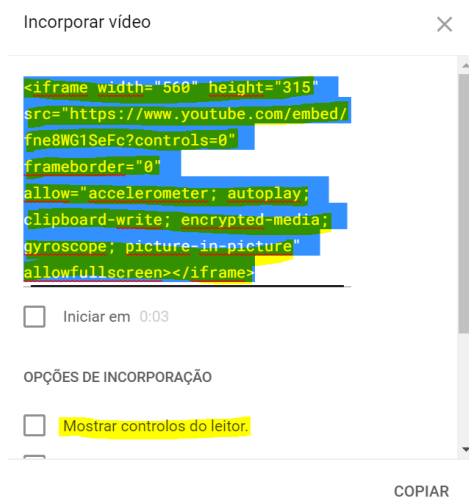 Incorporar vídeo
<iframe width="560" height="315"
src="https://www.youtube.com/embed/
fne8WG1SeFc?controls=0"
frameborder="0"
allow="accelerometer; autoplay;
clipboard-write; encrypted-media;
gyroscope; picture-in-picture"
allowfullscreen></iframe>
Iniciar em 0:03
OPÇÕES DE INCORPORAÇÃO
Mostrar controlos do leitor.
COPIAR